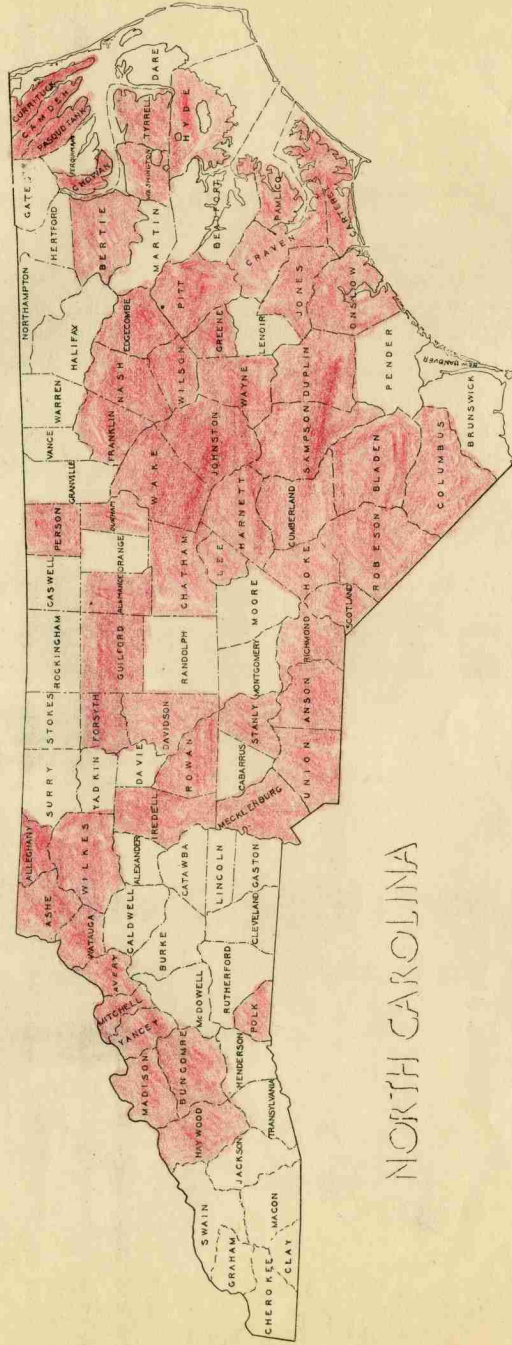 CHEROKEE
GRAHAM
CLAY
SWAIN
MACON
JACKSON
HAYWOOD
TRANSYLVANIA
MADISON
BUNCOMBE
HENDERSON
YANCEY
MITCHELL
POLK
McDOWELL
RUTHERFORD
AVERY
WATAUGA
BURKE
CALDWELL
CLEVELAND
ASHE
ALLEGHANY
WILKES
ALEXANDER
CATAWBA
LINCOLN
GASTON
SURRY
YADKIN
IREDELL
MECKLENBURG
STOKES
FORSYTH
DAVIE
ROWAN
CABARRUS
DAVIDSON
STANLY
UNION
ROCKINGHAM
GUILFORD
RANDOLPH
MONTGOMERY
ANSON
CASWELL
ALAMANCE
CHATHAM
MOORE
RICHMOND
PERSON
ORANGE
DURHAM
LEE
HOKE
SCOTLAND
GRANVILLE
WAKE
HARNETT
CUMBERLAND
ROBESON
VANCE
WARREN
FRANKLIN
JOHNSTON
SAMPSON
BLADEN
COLUMBUS
HALIFAX
NASH
WILSON
WAYNE
DUPLIN
PENDER
BRUNSWICK
NEW HANOVER
NORTHAMPTON
EDGECOMBE
PITT
GREENE
LENOIR
JONES
ONSLOW
HERTFORD
BERTIE
MARTIN
BEAUFORT
CRAVEN
PAMLICO
CARTERET
GATES
CHOWAN
PERQUIMANS
PASQUOTANK
CAMDEN
CURRITUCK
WASHINGTON
TYRRELL
DARE
HYDE
NORTH CAROLINA